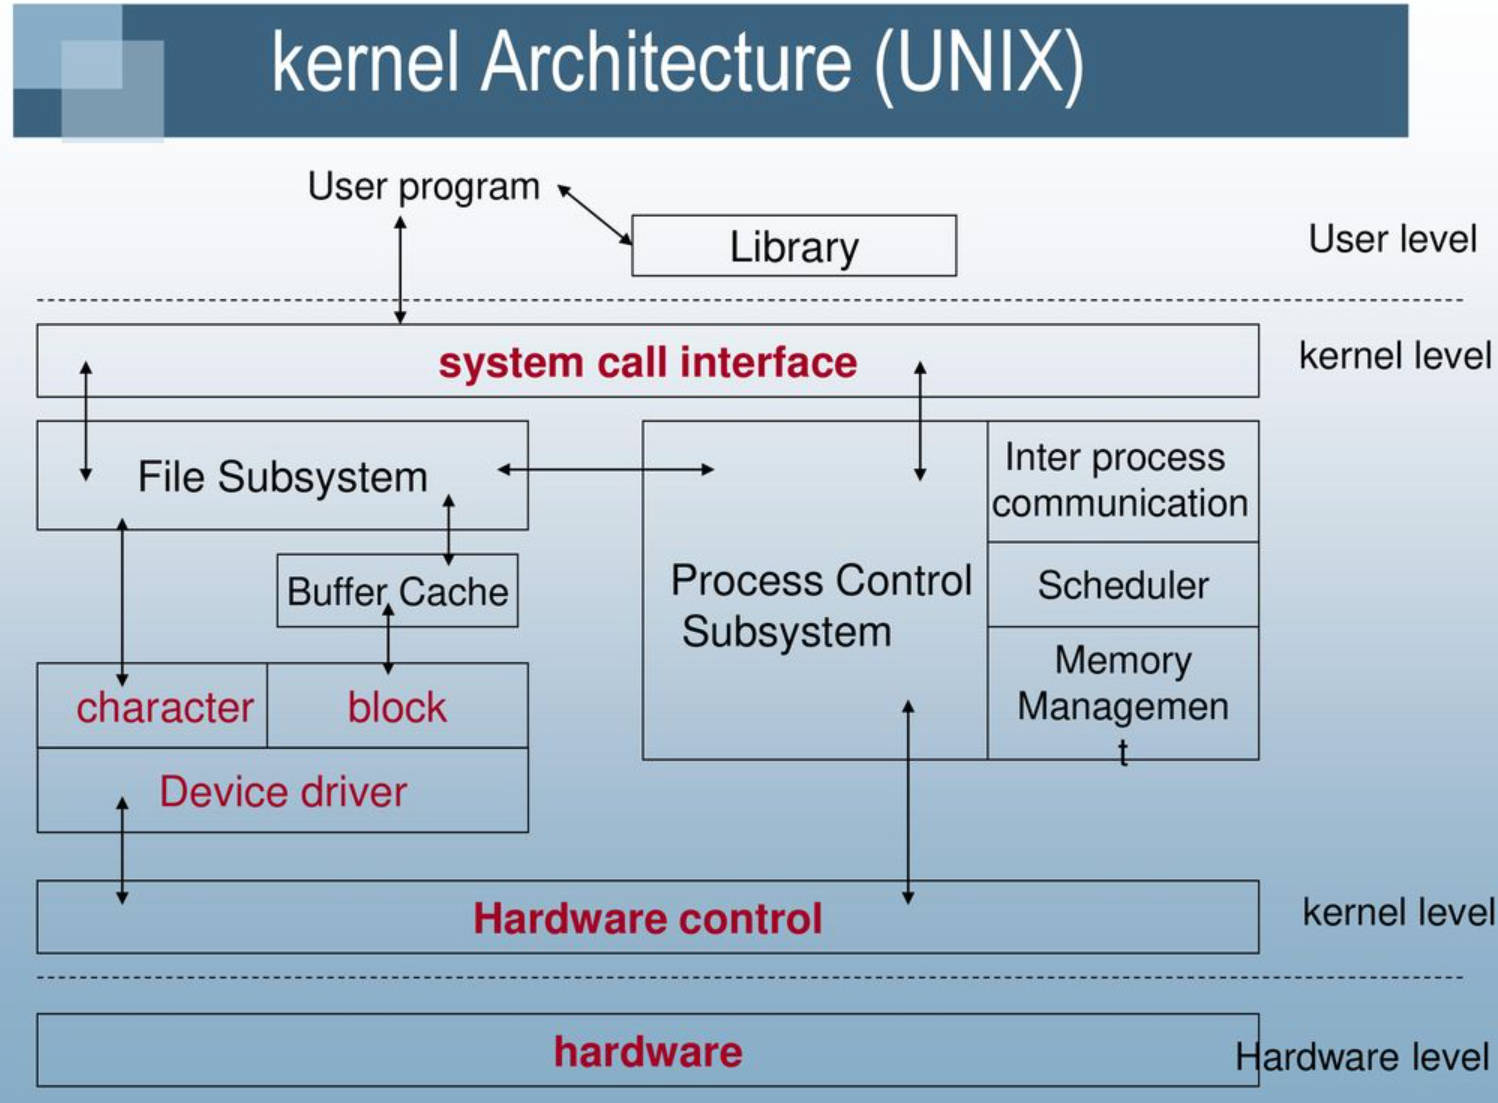 kernel Architecture (UNIX)
User program
Library
User level
system call interface
kernel level
File Subsystem
Inter process
communication
Buffer Cache
Process Control
Subsystem
Scheduler
Memory
Managemen
t
character
block
Device driver
Hardware control
kernel level
hardware
Hardware level